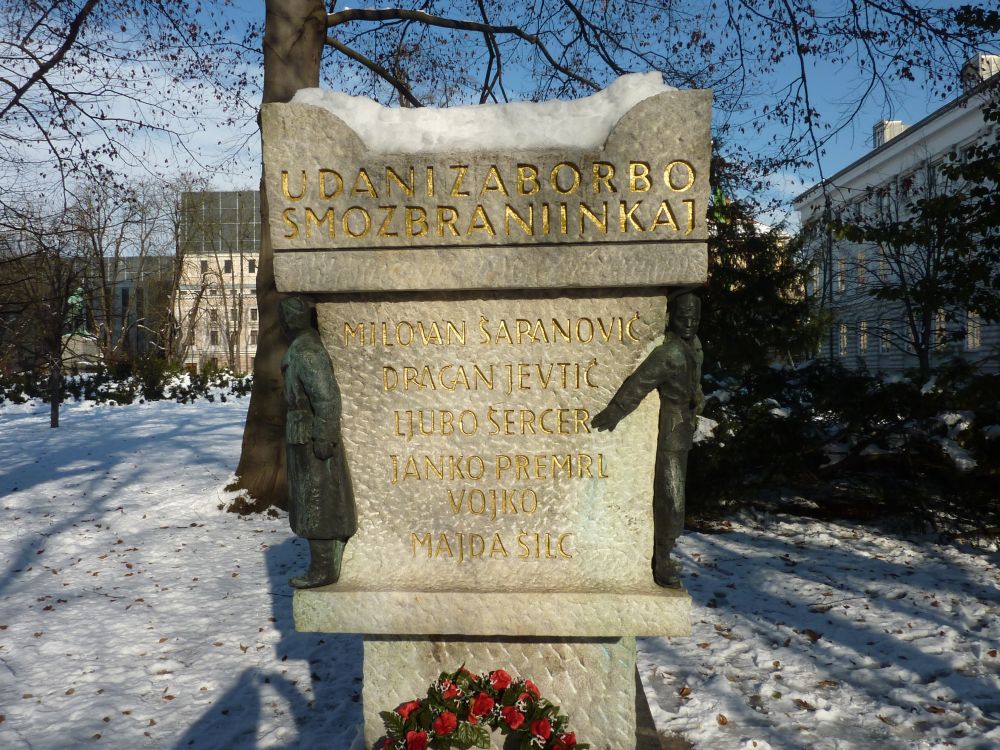 UDANIZABORBO
SMOZBRANIINKAJ
MILOVAN ŠAPANOVIĆ
DRAGAN JEVTIĆ
LJUBO ŠERCER
JANKO PREMRL
VOJKO
MAJDA ŠILC